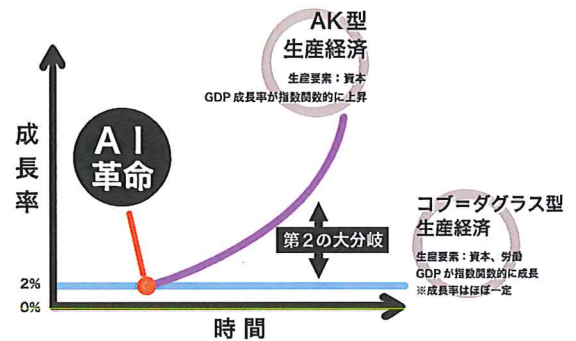 AK型
生産経済
生産要素：資本
GDP成長率が指数関数的に上昇
成長率
AI
革命
コブ=ダグラス型
生産経済
生産要素：資本、労働
GDPが指数関数的に成長
※成長率はほぼ一定
第2の大分岐
2%
0%
時間